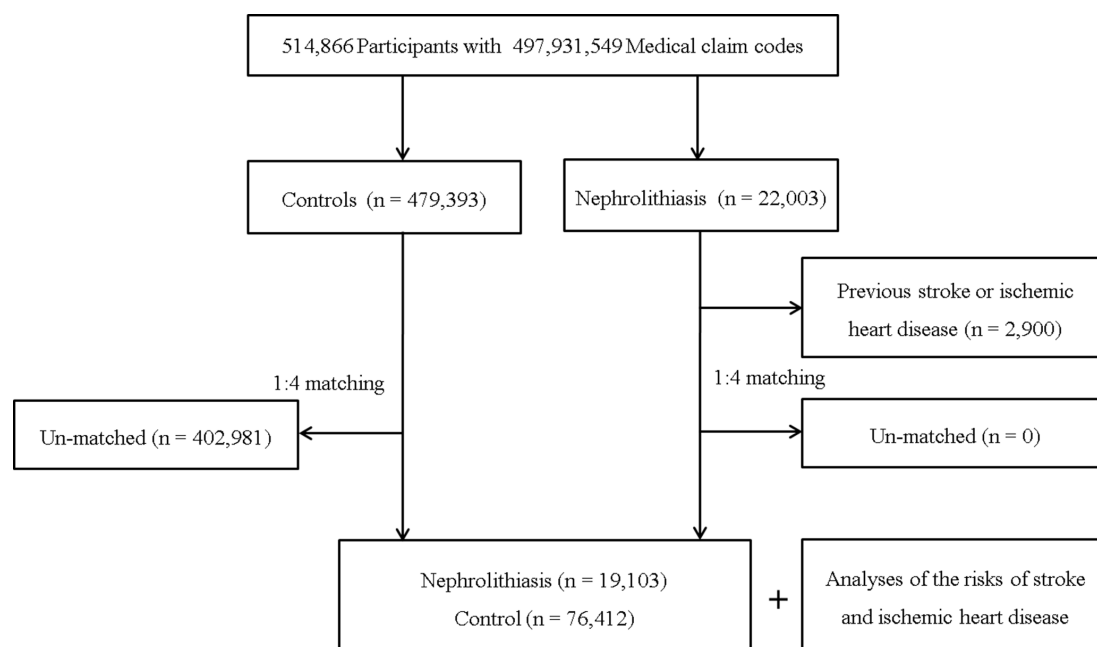 514,866 Participants with 497,931,549 Medical claim codes
Controls (n = 479,393)
Nephrolithiasis (n = 22,003)
Previous stroke or ischemic
heart disease (n = 2,900)
1:4 matching
1:4 matching
Un-matched (n = 402,981)
Un-matched (n = 0)
Nephrolithiasis (n = 19,103)
Control (n = 76,412)
+
Analyses of the risks of stroke
and ischemic heart disease